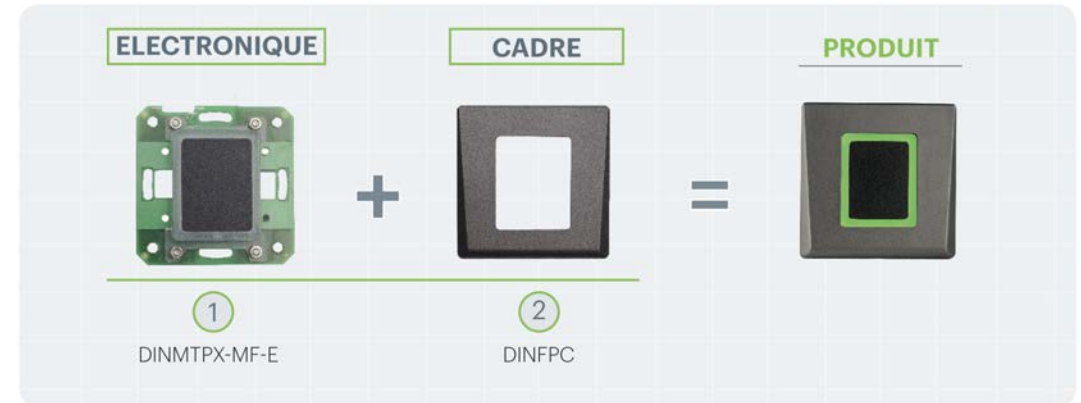 ELECTRONIQUE
CADRE
PRODUIT
+
=
1
2
DINMTPX-MF-E
DINFPC